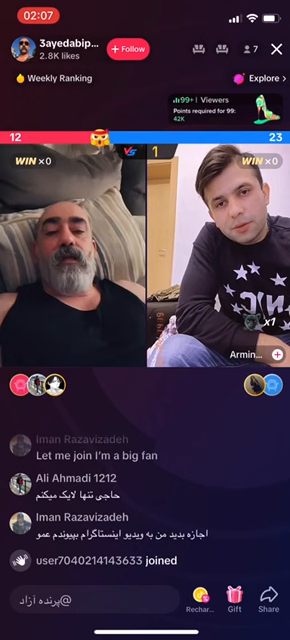 02:07
3ayedabip...
2.8K likes
+ Follow
7
Weekly Ranking
Explore >
99+ Viewers
Points required for 99:
42K
12
VS
1
23
WIN ×0
WIN ×0
x1
Armin...
Iman Razavizadeh
Let me join I'm a big fan
Ali Ahmadi 1212
حاجی تنها لایک میکنم
Iman Razavizadeh
اجازه بدید من به ویدیو اینستاگرام بپیوندم عمو
user7040214143633 joined
@پرنده آزاد
Rechar...
Gift
Share